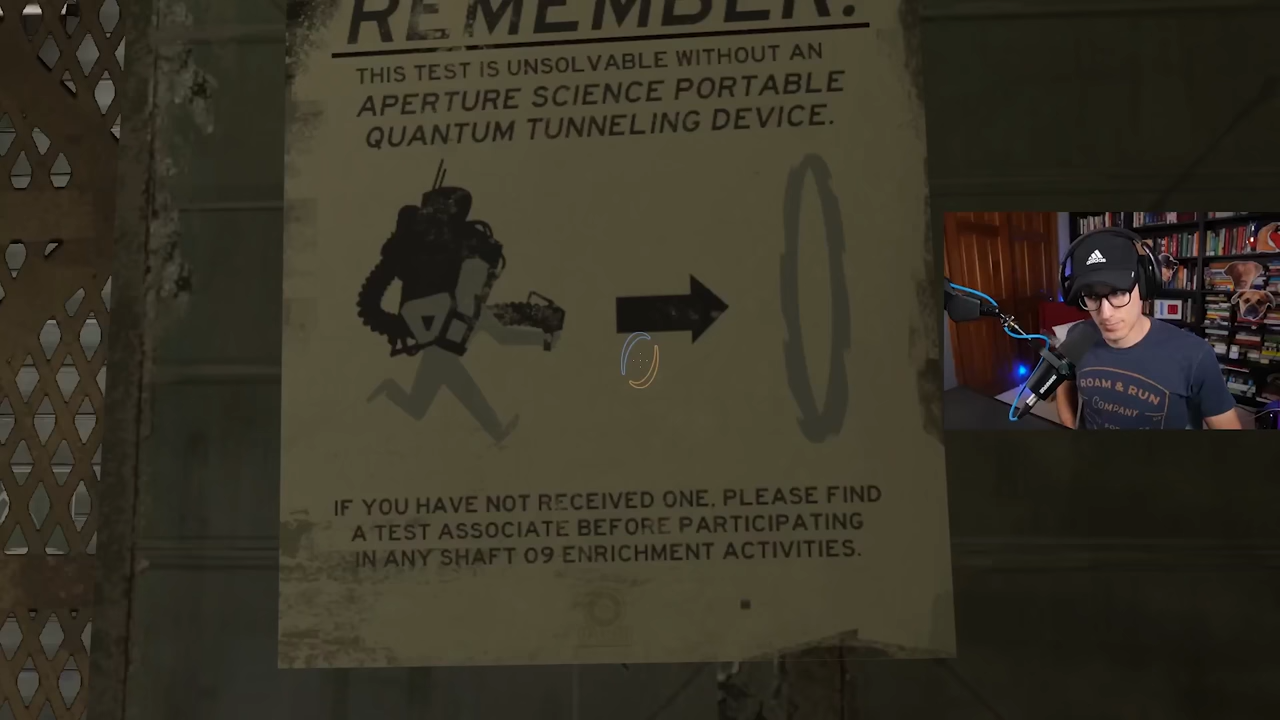 REMEMBER:
THIS TEST IS UNSOLVABLE WITHOUT AN
APERTURE SCIENCE PORTABLE
QUANTUM TUNNELING DEVICE.
IF YOU HAVE NOT RECEIVED ONE, PLEASE FIND
A TEST ASSOCIATE BEFORE PARTICIPATING
IN ANY SHAFT 09 ENRICHMENT ACTIVITIES.
adidas
ROAM & RUN
COMPANY